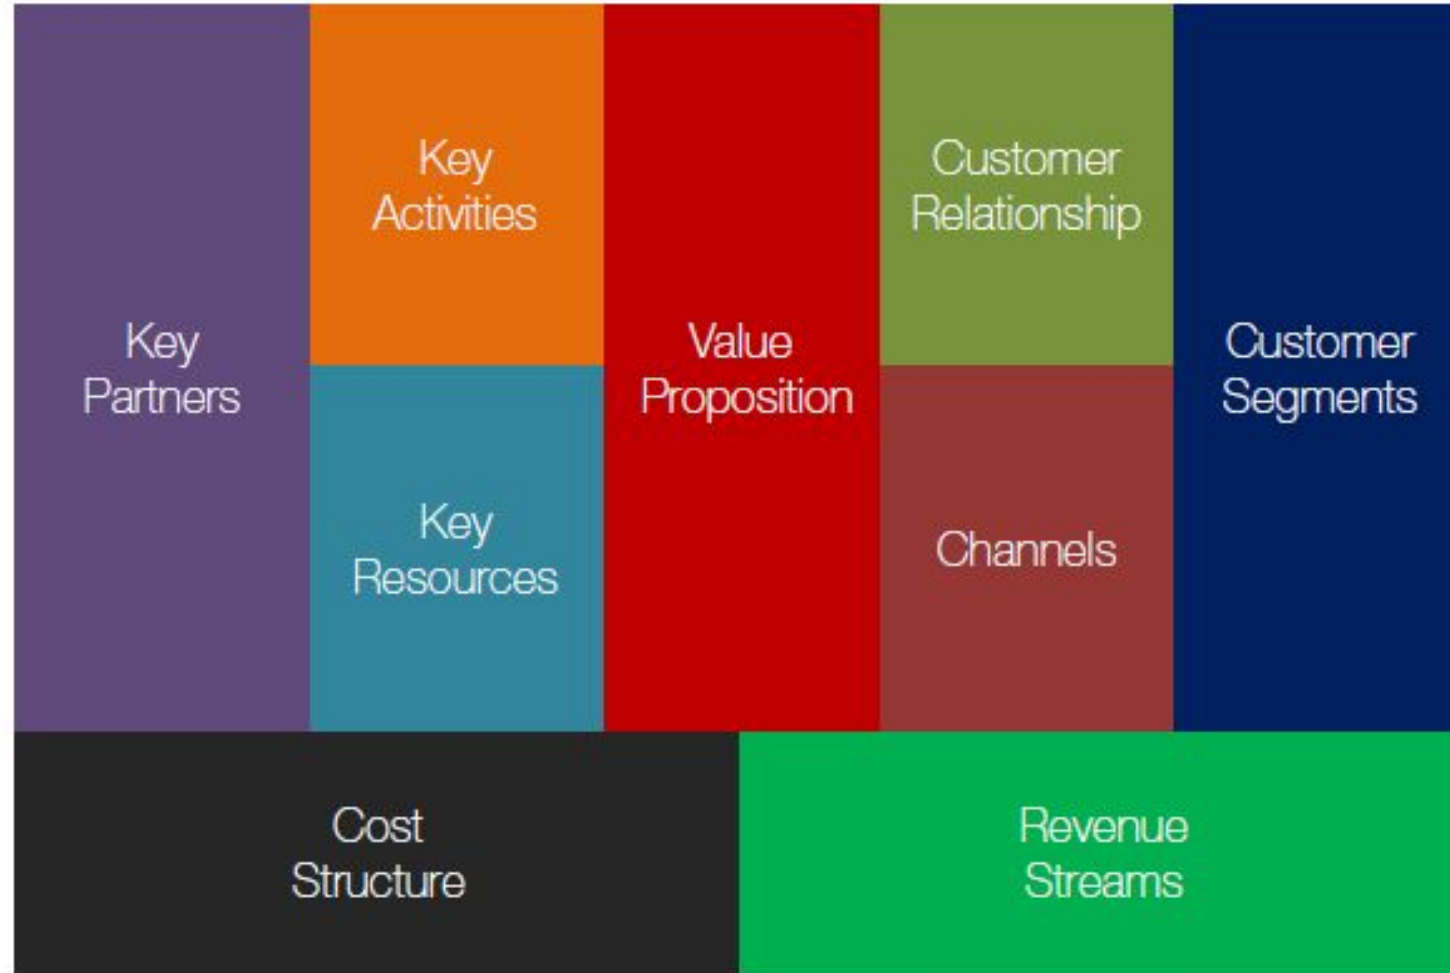 Key
Partners
Key
Activities
Key
Resources
Value
Proposition
Customer
Relationship
Channels
Customer
Segments
Cost
Structure
Revenue
Streams